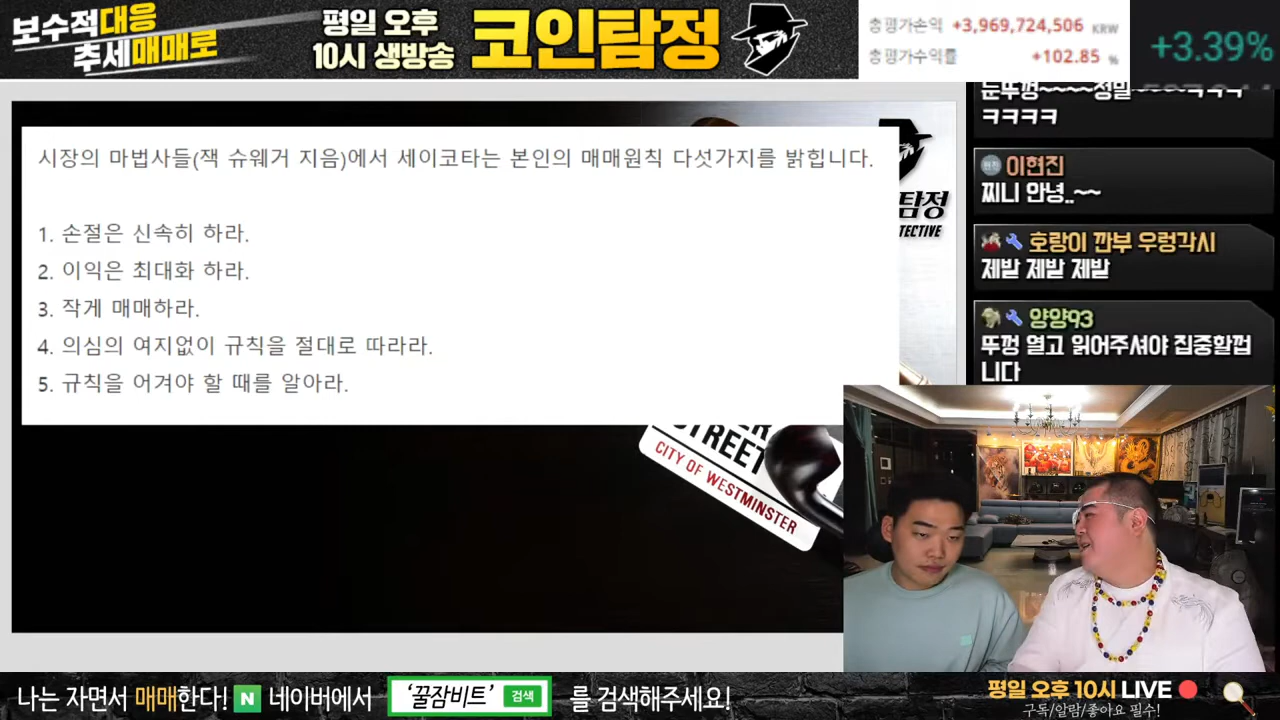 보수적대응
추세매매로
평일 오후
10시 생방송
코인탐정
총평가손익 +3,969,724,506 KRW
총평가수익률 +102.85 %
+3.39%
시장의 마법사들(잭 슈웨거 지음)에서 세이코타는 본인의 매매원칙 다섯가지를 밝힙니다.
1. 손절은 신속히 하라.
2. 이익은 최대화 하라.
3. 작게 매매하라.
4. 의심의 여지없이 규칙을 절대로 따라라.
5. 규칙을 어겨야 할 때를 알아라.
탐정
TECTIVE
STREET
CITY OF WESTMINSTER
ㅋㅋㅋㅋ
이현진
찌니 안녕..~~
호랑이 깐부 우렁각시
제발 제발 제발
양양93
뚜껑 열고 읽어주셔야 집중할껍
니다
나는 자면서 매매한다! N 네이버에서 ‘꿀잠비트’ 검색 를 검색해주세요!
평일 오후 10시 LIVE
구독/알람/좋아요 필수!